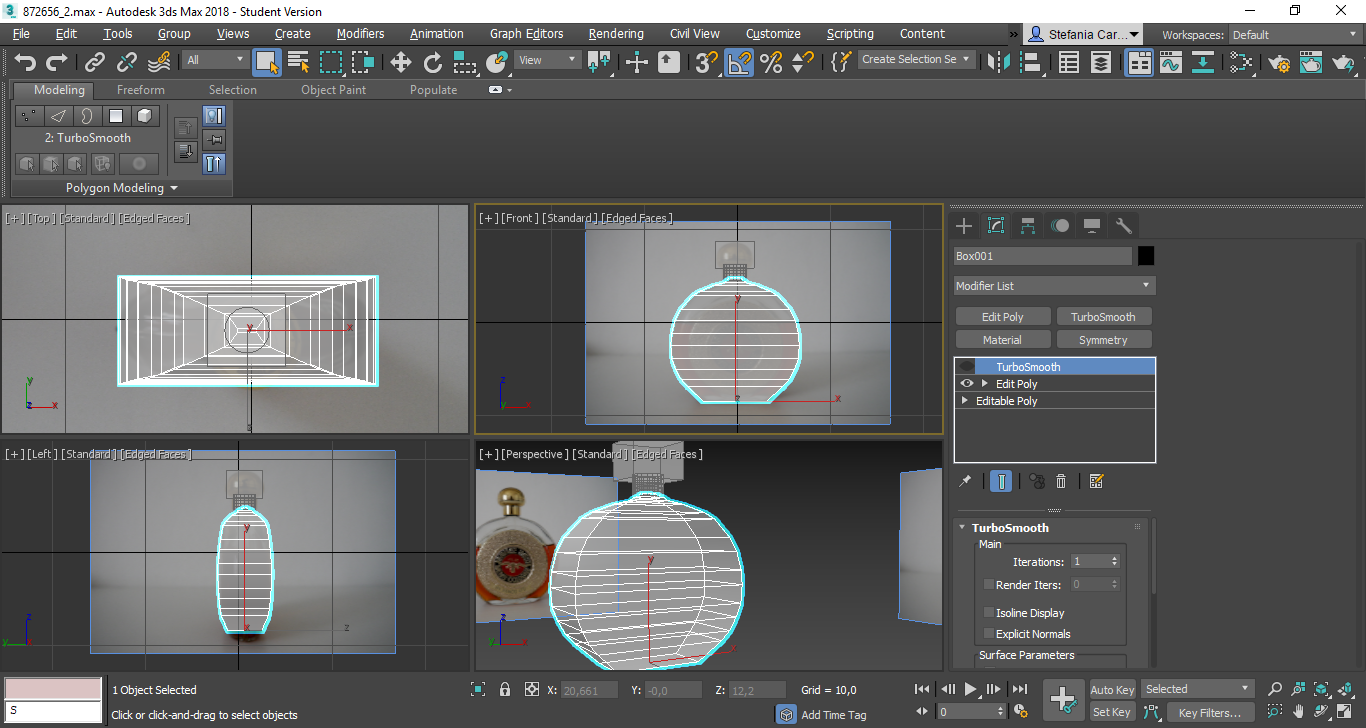 872656_2.max - Autodesk 3ds Max 2018 - Student Version
File Edit Tools Group Views Create Modifiers Animation Graph Editors Rendering Civil View Customize Scripting Content » Stefania Car... Workspaces: Default
All View Create Selection Se
Modeling Freeform Selection Object Paint Populate
2: TurboSmooth
Polygon Modeling
[+] [Top] [Standard] [Edged Faces]
[+] [Front] [Standard] [Edged Faces]
[+] [Left] [Standard] [Edged Faces]
[+] [Perspective] [Standard] [Edged Faces]
Box001
Modifier List
Edit Poly TurboSmooth
Material Symmetry
TurboSmooth
Edit Poly
Editable Poly
TurboSmooth
Main
Iterations: 1
Render Iters: 0
Isoline Display
Explicit Normals
Surface Parameters
1 Object Selected X: 20,661 Y: -0,0 Z: 12,2 Grid = 10,0 Auto Key Selected
S Click or click-and-drag to select objects Add Time Tag 0 Set Key Key Filters...